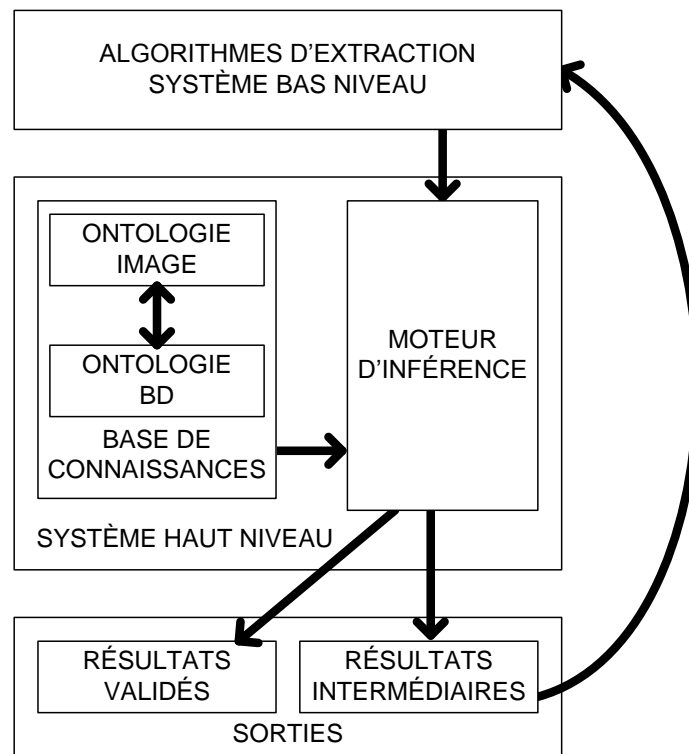 ALGORITHMES D'EXTRACTION
SYSTÈME BAS NIVEAU
ONTOLOGIE
IMAGE
ONTOLOGIE
BD
BASE DE
CONNAISSANCES
MOTEUR
D'INFÉRENCE
SYSTÈME HAUT NIVEAU
RÉSULTATS
VALIDÉS
RÉSULTATS
INTERMÉDIAIRES
SORTIES